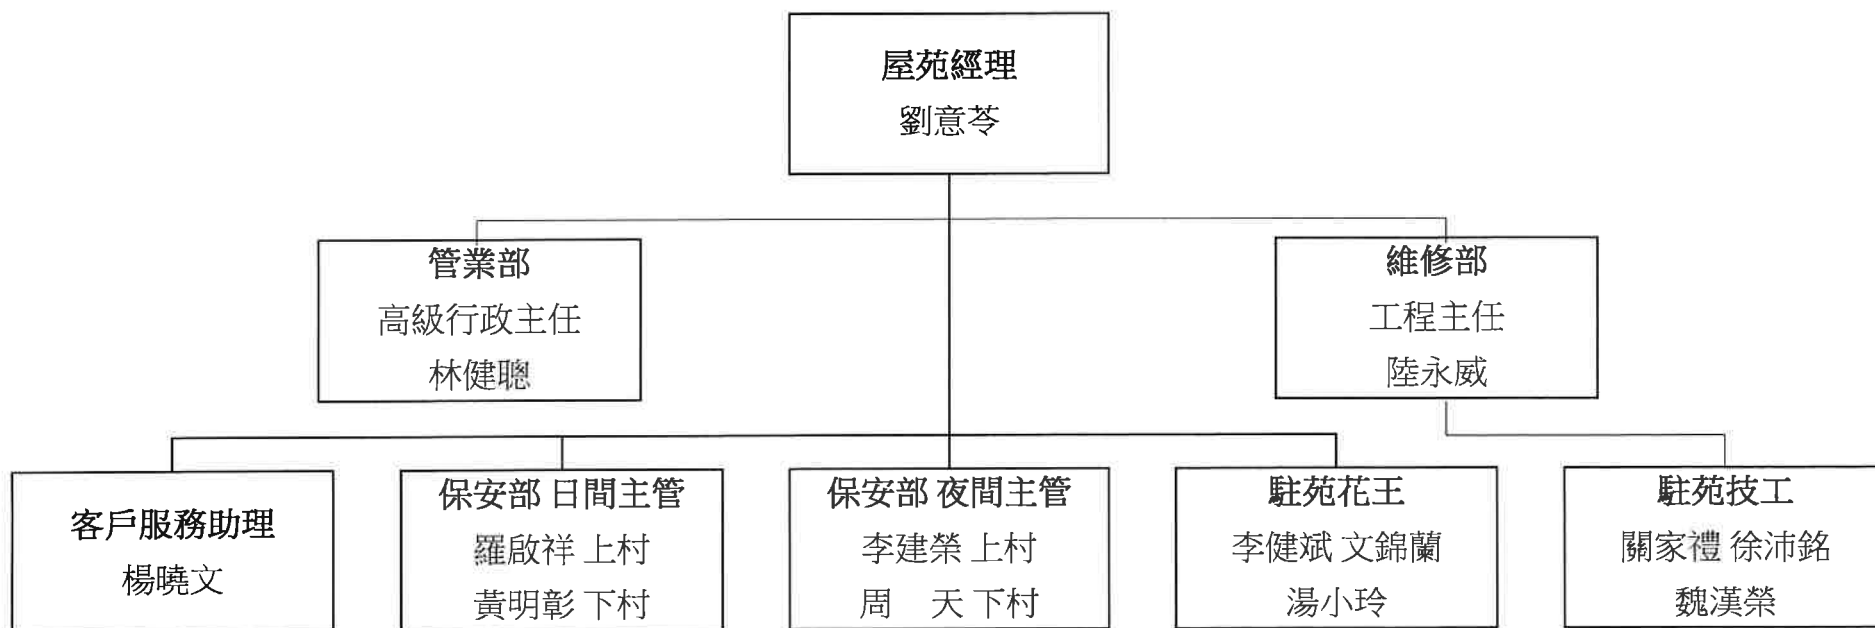 屋苑經理
劉意苓
管業部
高級行政主任
林健聰
維修部
工程主任
陸永威
客戶服務助理
楊曉文
保安部 日間主管
羅啟祥 上村
黃明彰 下村
保安部 夜間主管
李建榮 上村
周 天 下村
駐苑花王
李健斌 文錦蘭
湯小玲
駐苑技工
關家禮 徐沛銘
魏漢榮